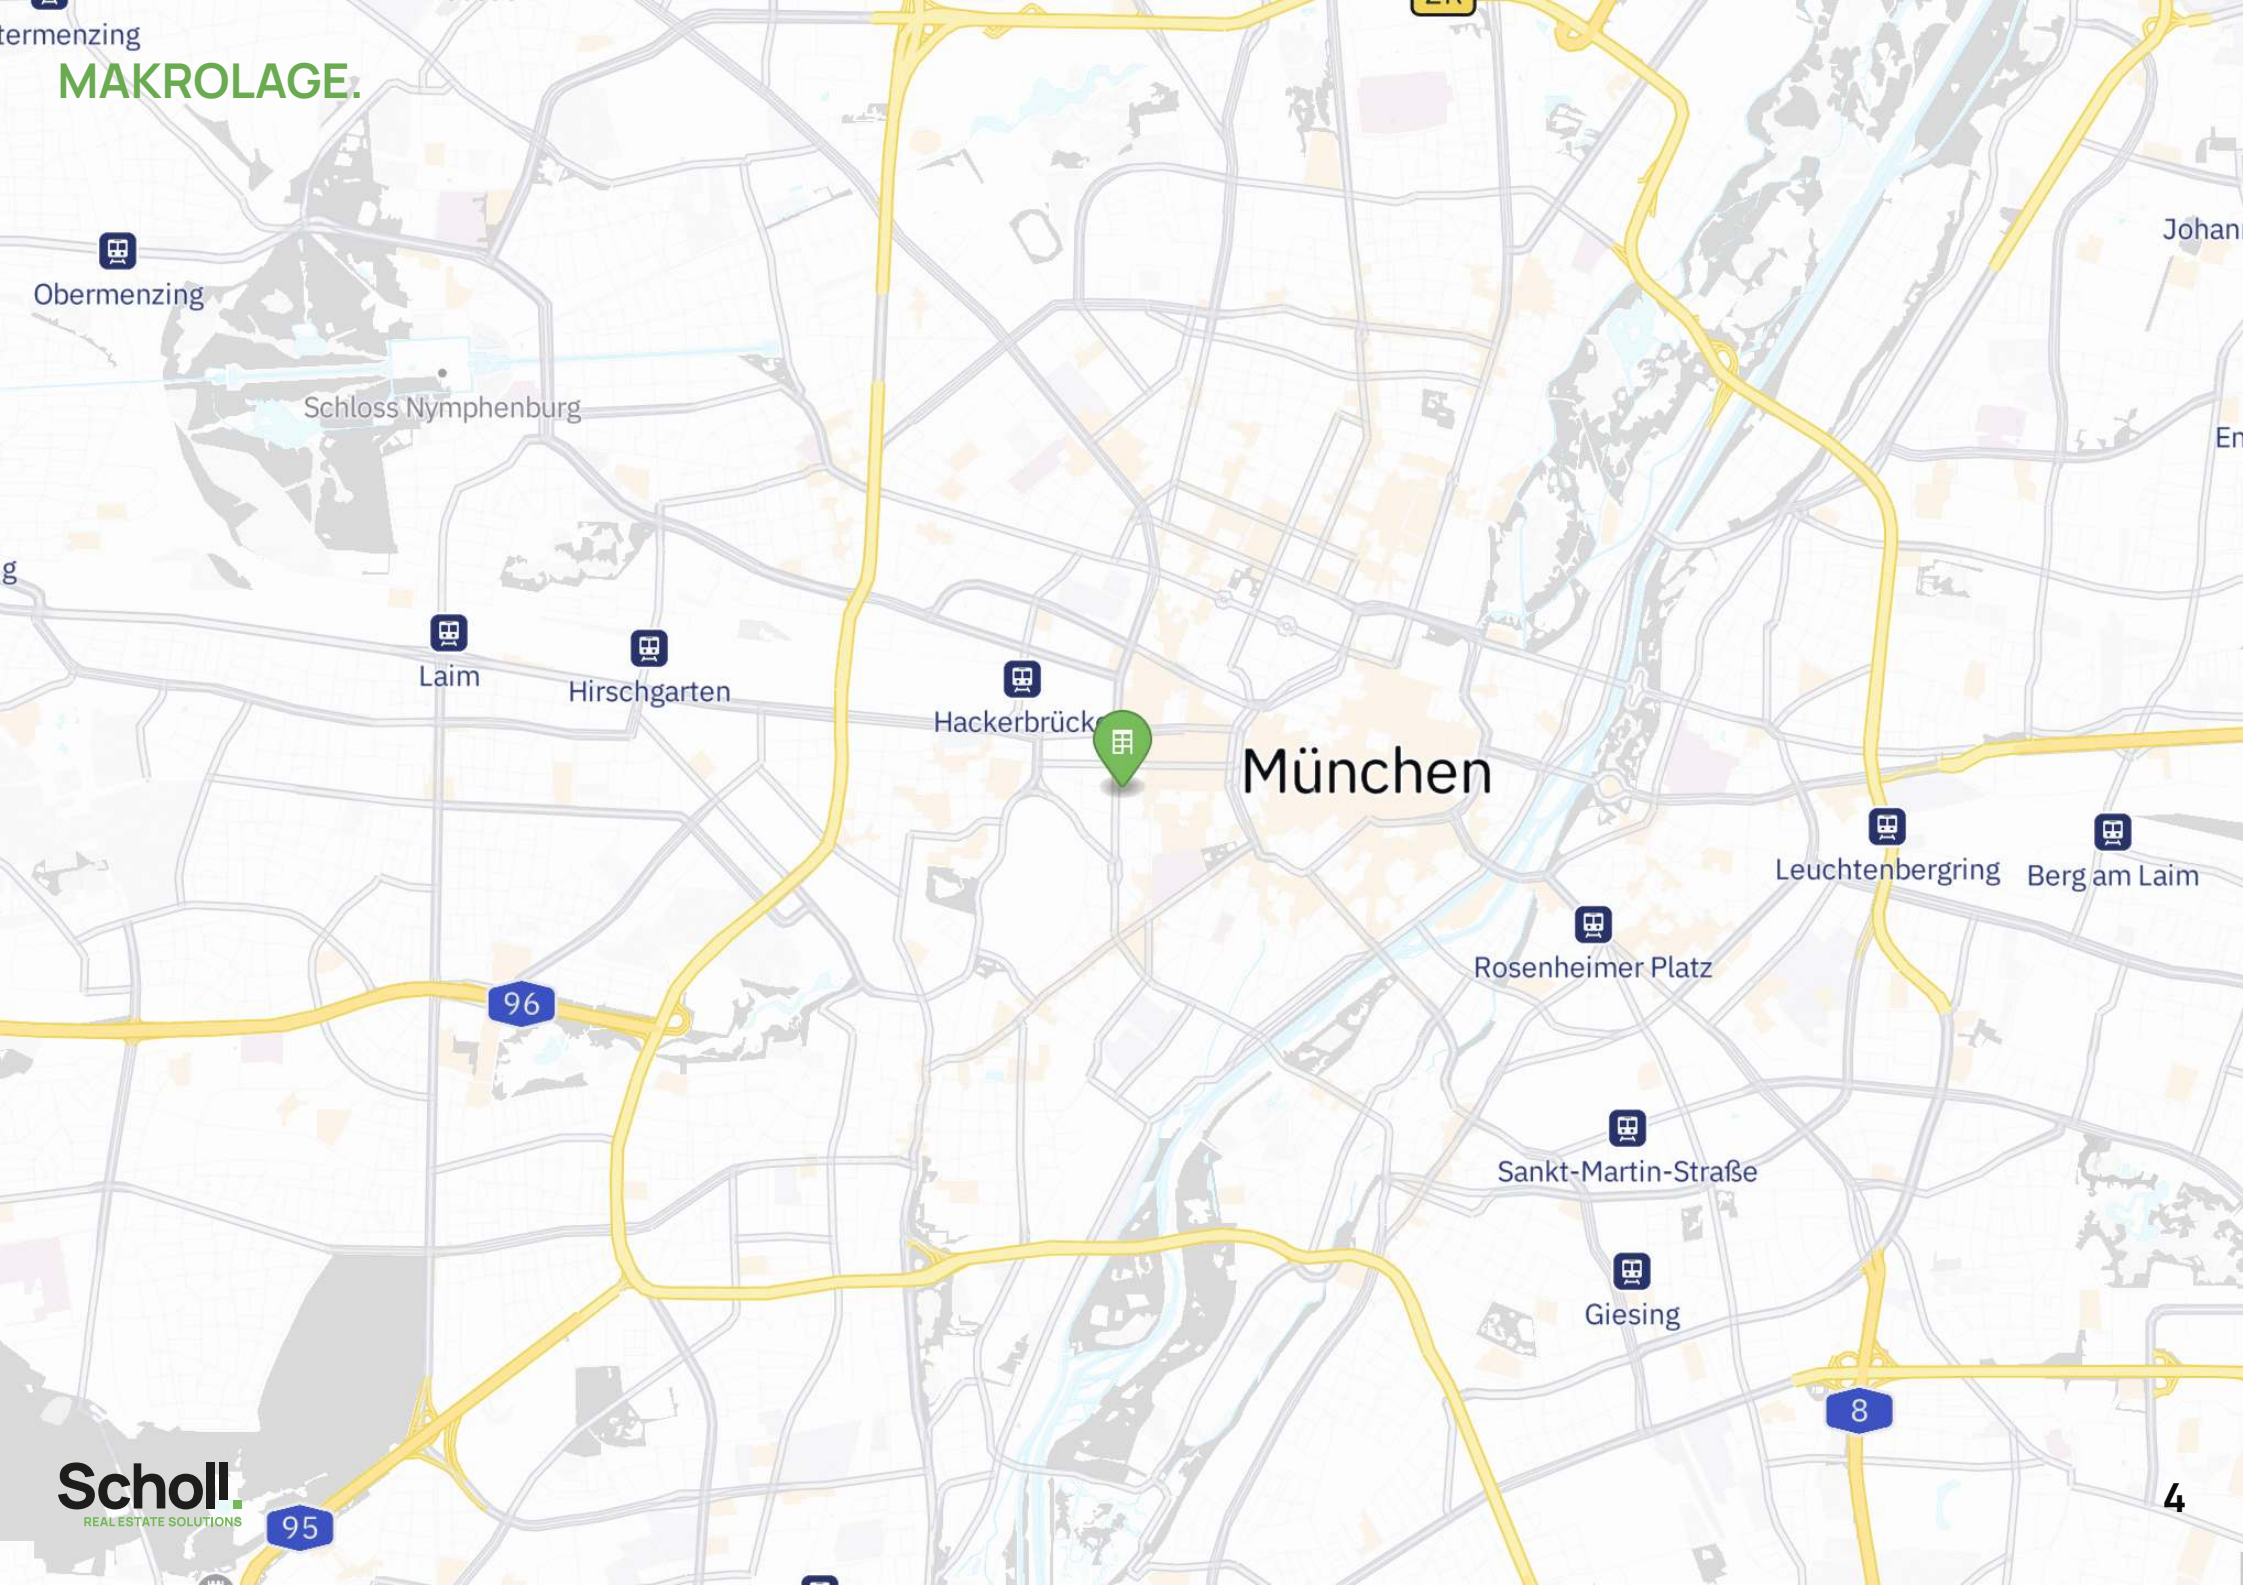 termenzing
MAKROLAGE.
Johan
Obermenzing
Schloss Nymphenburg
En
g
Laim
Hirschgarten
Hackerbrück
München
Leuchtenbergring
Berg am Laim
Rosenheimer Platz
96
Sankt-Martin-Straße
Giesing
8
Scholl.
REAL ESTATE SOLUTIONS
95
4